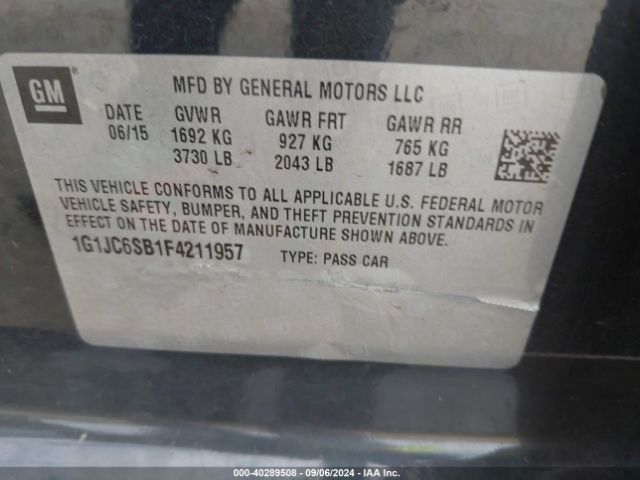 GM
MFD BY GENERAL MOTORS LLC
DATE GVWR GAWR FRT GAWR RR
06/15 1692 KG 927 KG 765 KG
3730 LB 2043 LB 1687 LB
THIS VEHICLE CONFORMS TO ALL APPLICABLE U.S. FEDERAL MOTOR
VEHICLE SAFETY, BUMPER, AND THEFT PREVENTION STANDARDS IN
EFFECT ON THE DATE OF MANUFACTURE SHOWN ABOVE.
1G1JC6SB1F4211957 TYPE: PASS CAR
000-40289508 - 09/06/2024 - IAA Inc.